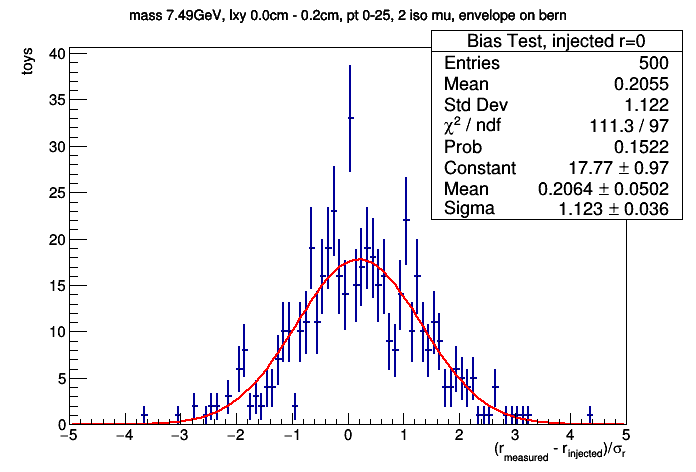 mass 7.49GeV, lxy 0.0cm - 0.2cm, pt 0-25, 2 iso mu, envelope on bern
Bias Test, injected r=0
Entries 500
Mean 0.2055
Std Dev 1.122
χ² / ndf 111.3 / 97
Prob 0.1522
Constant 17.77 ± 0.97
Mean 0.2064 ± 0.0502
Sigma 1.123 ± 0.036
toys
40
35
30
25
20
15
10
5
0
−5 −4 −3 −2 −1 0 1 2 3 4 5
(r_measured - r_injected)/σ_r